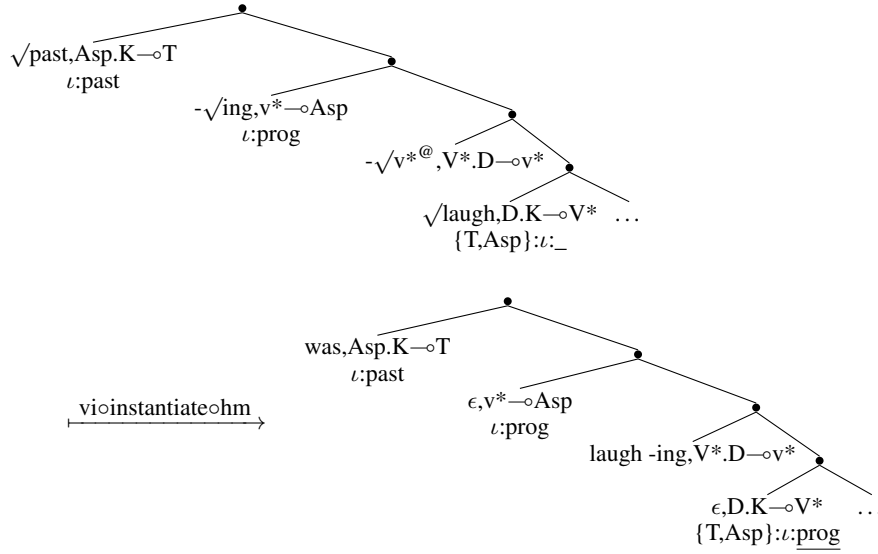 √past,Asp.K⊸T
ι:past
-√ing,v*⊸Asp
ι:prog
-√v*@,V*.D⊸v*
√laugh,D.K⊸V* ...
{T,Asp}:ι:_
was,Asp.K⊸T
ι:past
ϵ,v*⊸Asp
ι:prog
vi∘instantiate∘hm
laugh -ing,V*.D⊸v*
ϵ,D.K⊸V* ...
{T,Asp}:ι:prog